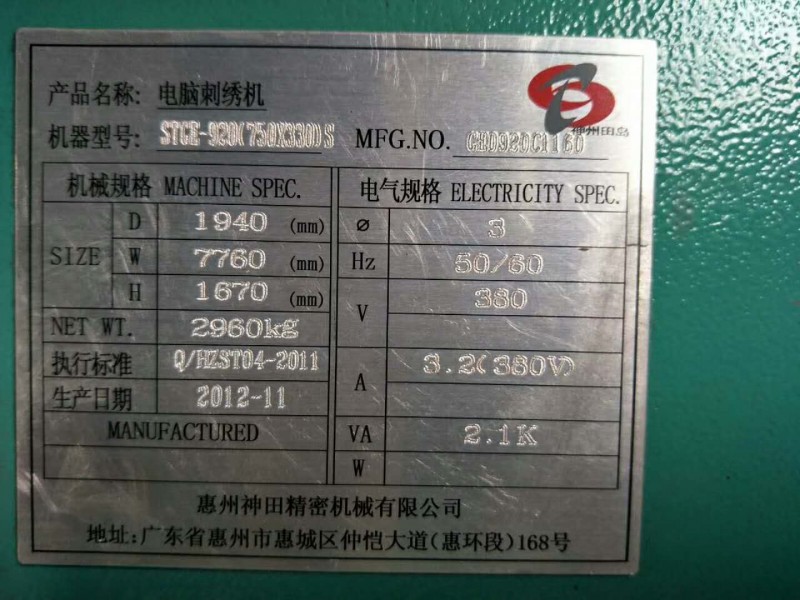 神州田岛
产品名称: 电脑刺绣机
机器型号: STCE-920(750X330)S MFG.NO. CHD920C1160
机械规格 MACHINE SPEC. 电气规格 ELECTRICITY SPEC.
SIZE D 1940 (mm) ø 3
W 7760 (mm) Hz 50/60
H 1670 (mm) V 380
NET WT. 2960kg
执行标准 Q/HZST04-2011 A 3.2(380V)
生产日期 2012-11
MANUFACTURED VA 2.1K
W
惠州神田精密机械有限公司
地址:广东省惠州市惠城区仲恺大道(惠环段)168号